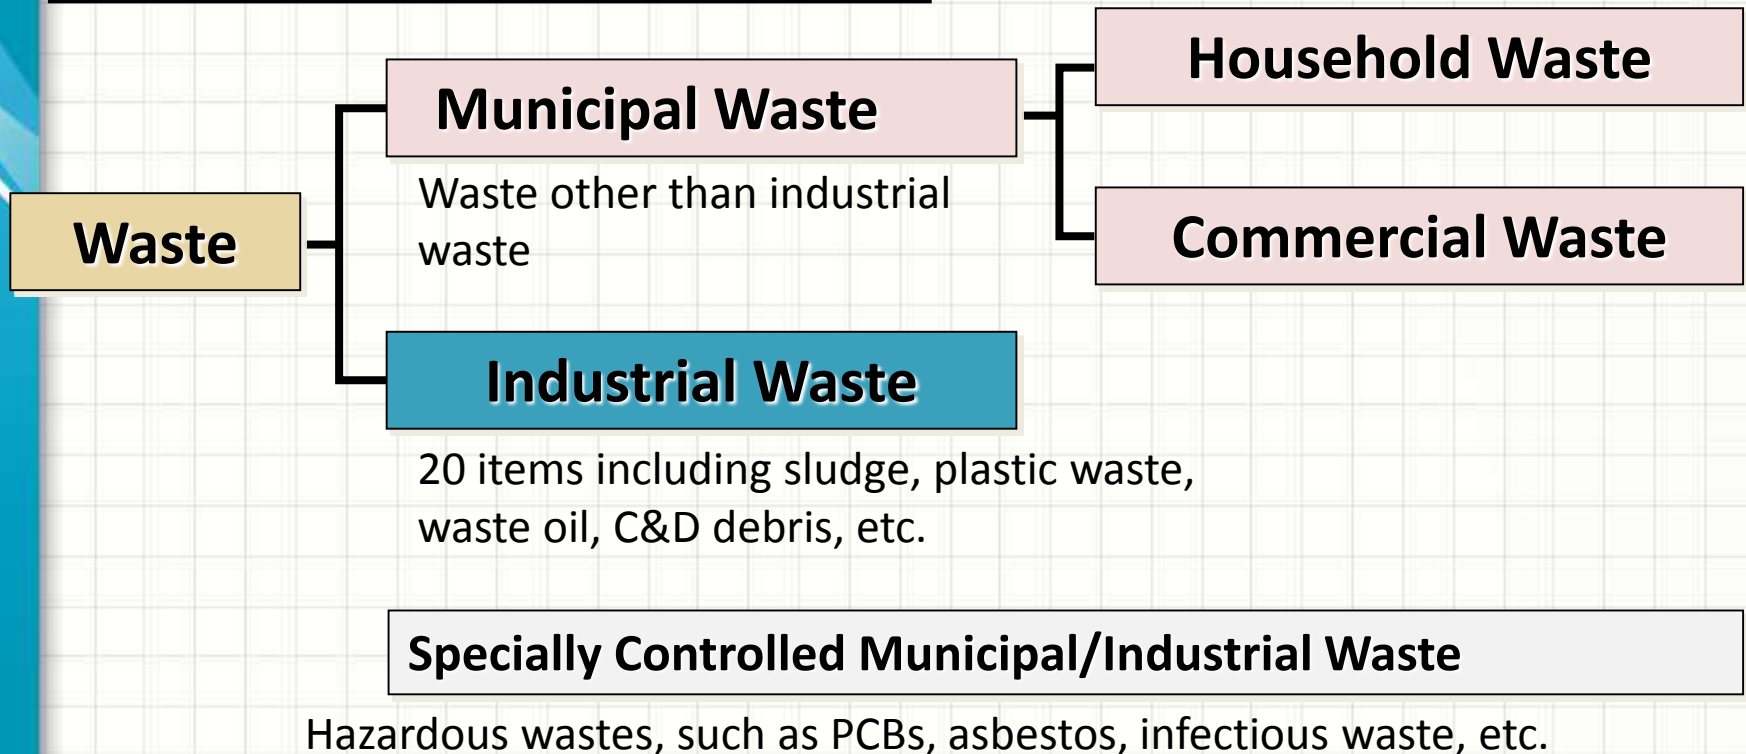 Household Waste
Municipal Waste
Waste other than industrial
waste
Commercial Waste
Waste
Industrial Waste
20 items including sludge, plastic waste,
waste oil, C&D debris, etc.
Specially Controlled Municipal/Industrial Waste
Hazardous wastes, such as PCBs, asbestos, infectious waste, etc.